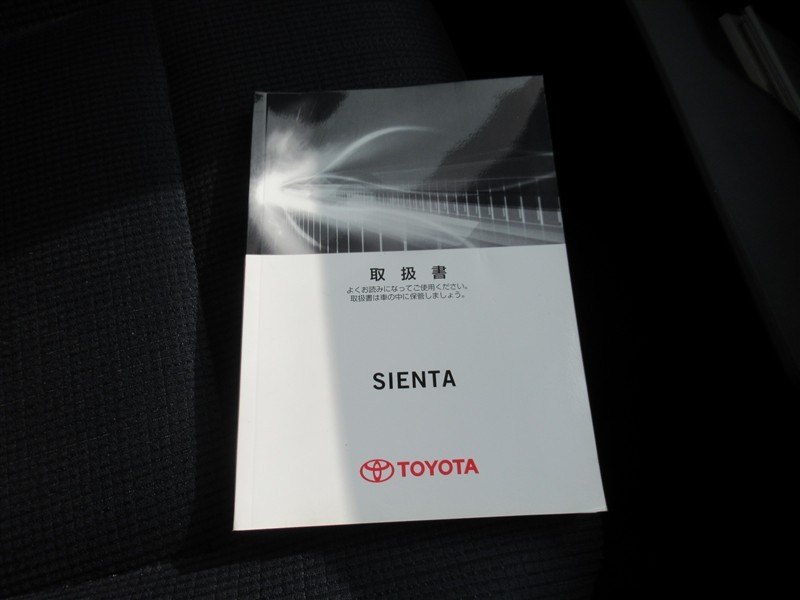 取扱書
よくお読みになってご使用ください。
取扱書は車の中に保管しましょう。
SIENTA
TOYOTA